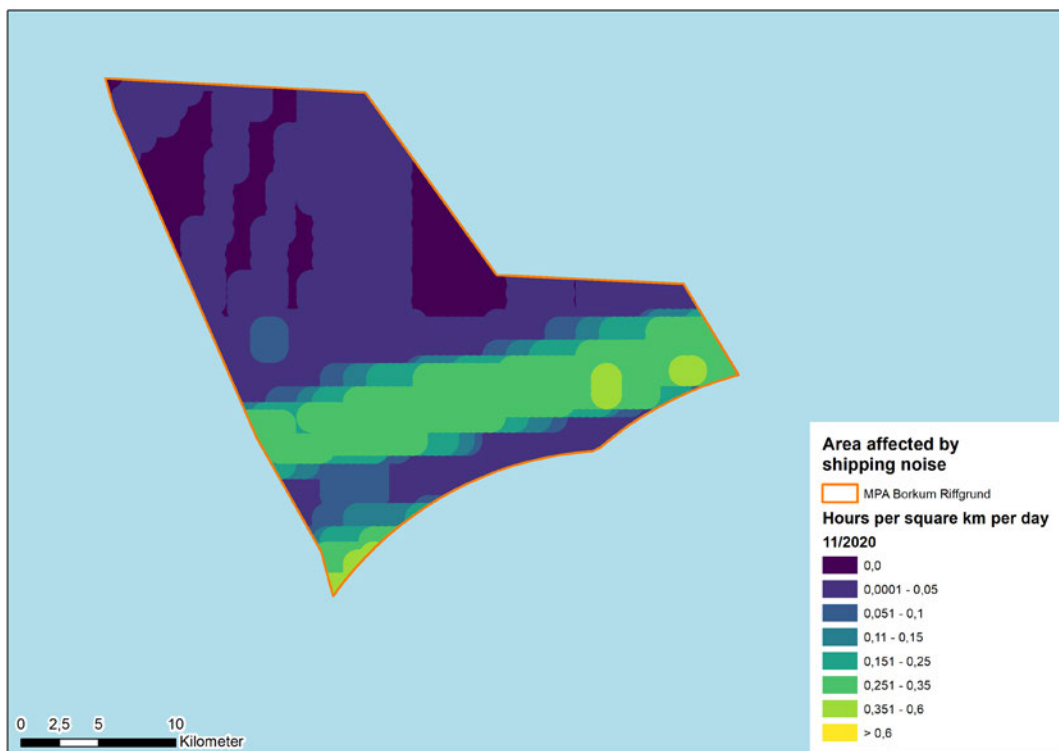 Area affected by
shipping noise
MPA Borkum Riffgrund
Hours per square km per day
11/2020
0,0
0,0001 - 0,05
0,051 - 0,1
0,11 - 0,15
0,151 - 0,25
0,251 - 0,35
0,351 - 0,6
> 0,6
0 2,5 5 10
Kilometer